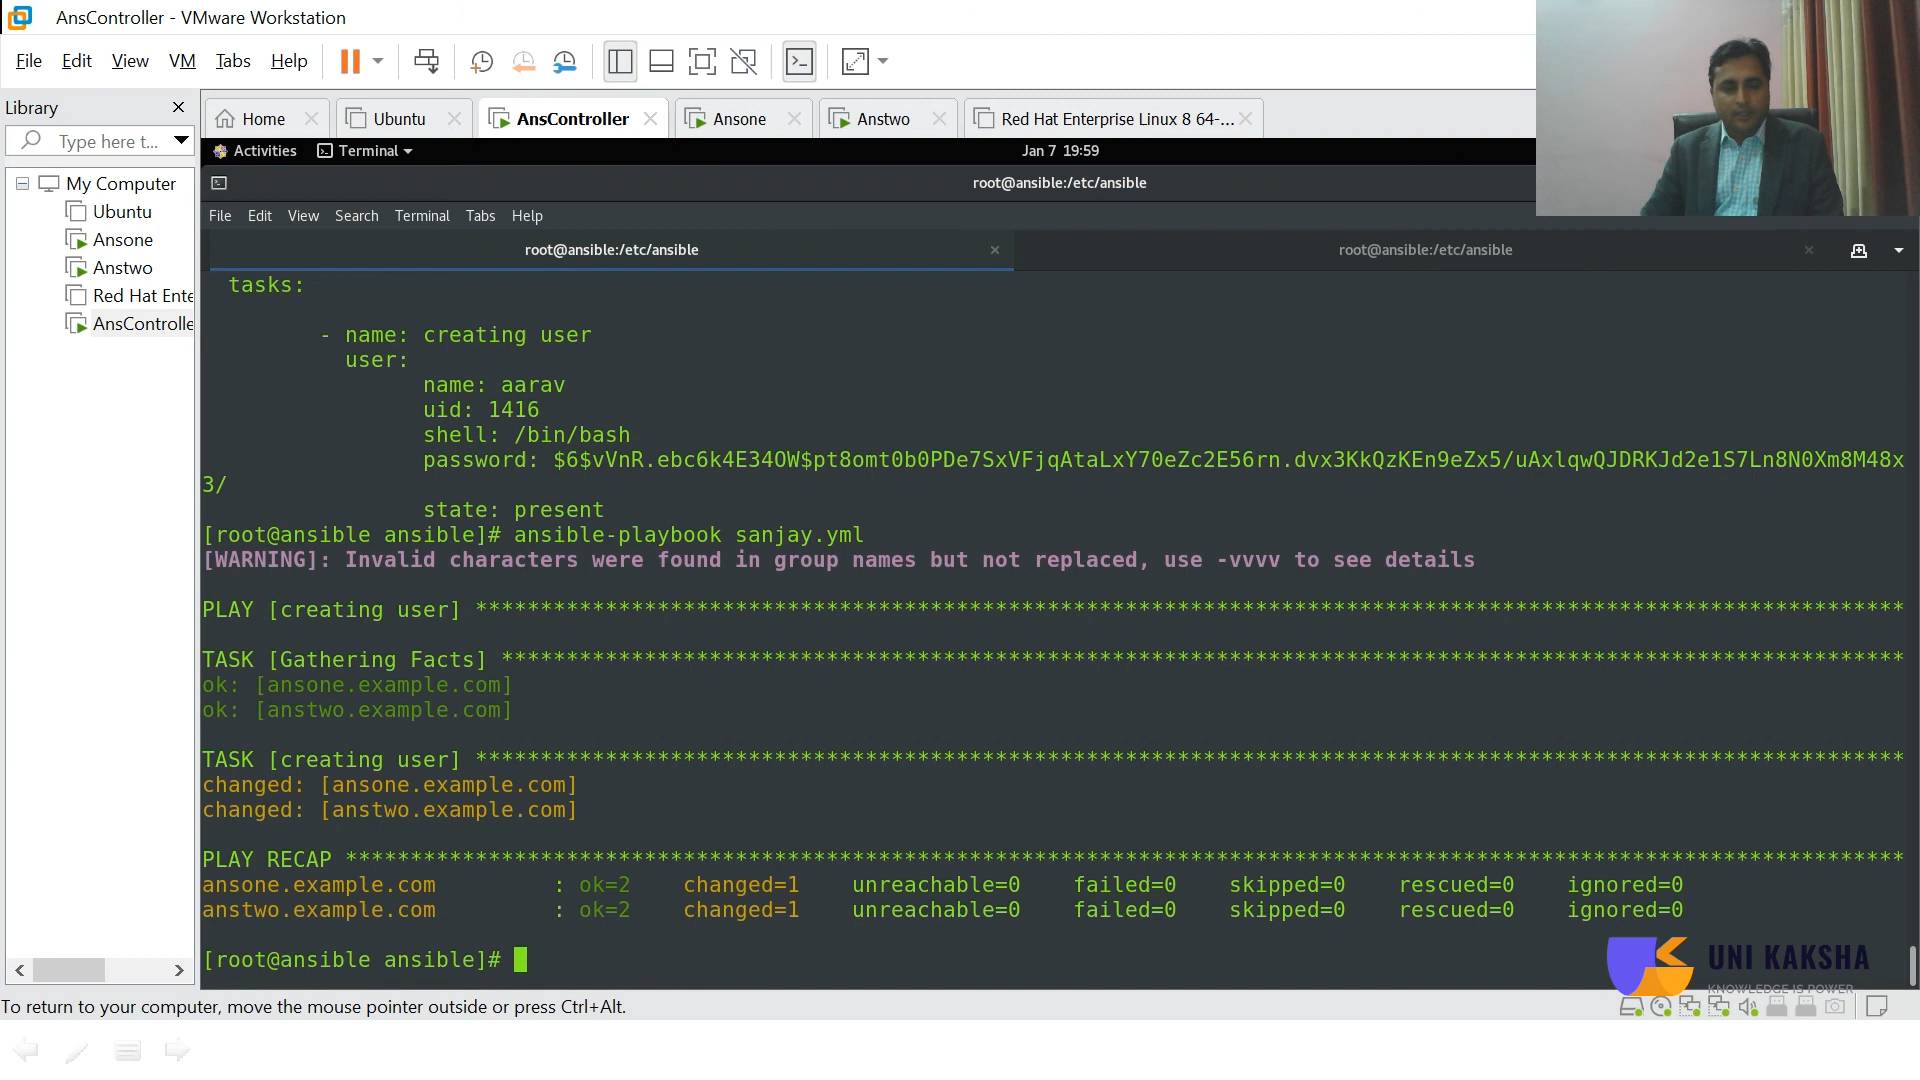 AnsController - VMware Workstation
File Edit View VM Tabs Help
Library
Type here t...
My Computer
Ubuntu
Ansone
Anstwo
Red Hat Ente
AnsControlle
Home Ubuntu AnsController Ansone Anstwo Red Hat Enterprise Linux 8 64-...
Activities Terminal Jan 7 19:59
root@ansible:/etc/ansible
File Edit View Search Terminal Tabs Help
root@ansible:/etc/ansible root@ansible:/etc/ansible
tasks:
- name: creating user
user:
name: aarav
uid: 1416
shell: /bin/bash
password: $6$vVnR.ebc6k4E34OW$pt8omt0b0PDe7SxVFjqAtaLxY70eZc2E56rn.dvx3KkQzKEn9eZx5/uAxlqwQJDRKJd2e1S7Ln8N0Xm8M48x
3/
state: present
[root@ansible ansible]# ansible-playbook sanjay.yml
[WARNING]: Invalid characters were found in group names but not replaced, use -vvvv to see details
PLAY [creating user] **************************************************************************************************************
TASK [Gathering Facts] ************************************************************************************************************
ok: [ansone.example.com]
ok: [anstwo.example.com]
TASK [creating user] **************************************************************************************************************
changed: [ansone.example.com]
changed: [anstwo.example.com]
PLAY RECAP ************************************************************************************************************************
ansone.example.com : ok=2 changed=1 unreachable=0 failed=0 skipped=0 rescued=0 ignored=0
anstwo.example.com : ok=2 changed=1 unreachable=0 failed=0 skipped=0 rescued=0 ignored=0
[root@ansible ansible]#
UNI KAKSHA
KNOWLEDGE IS POWER
To return to your computer, move the mouse pointer outside or press Ctrl+Alt.